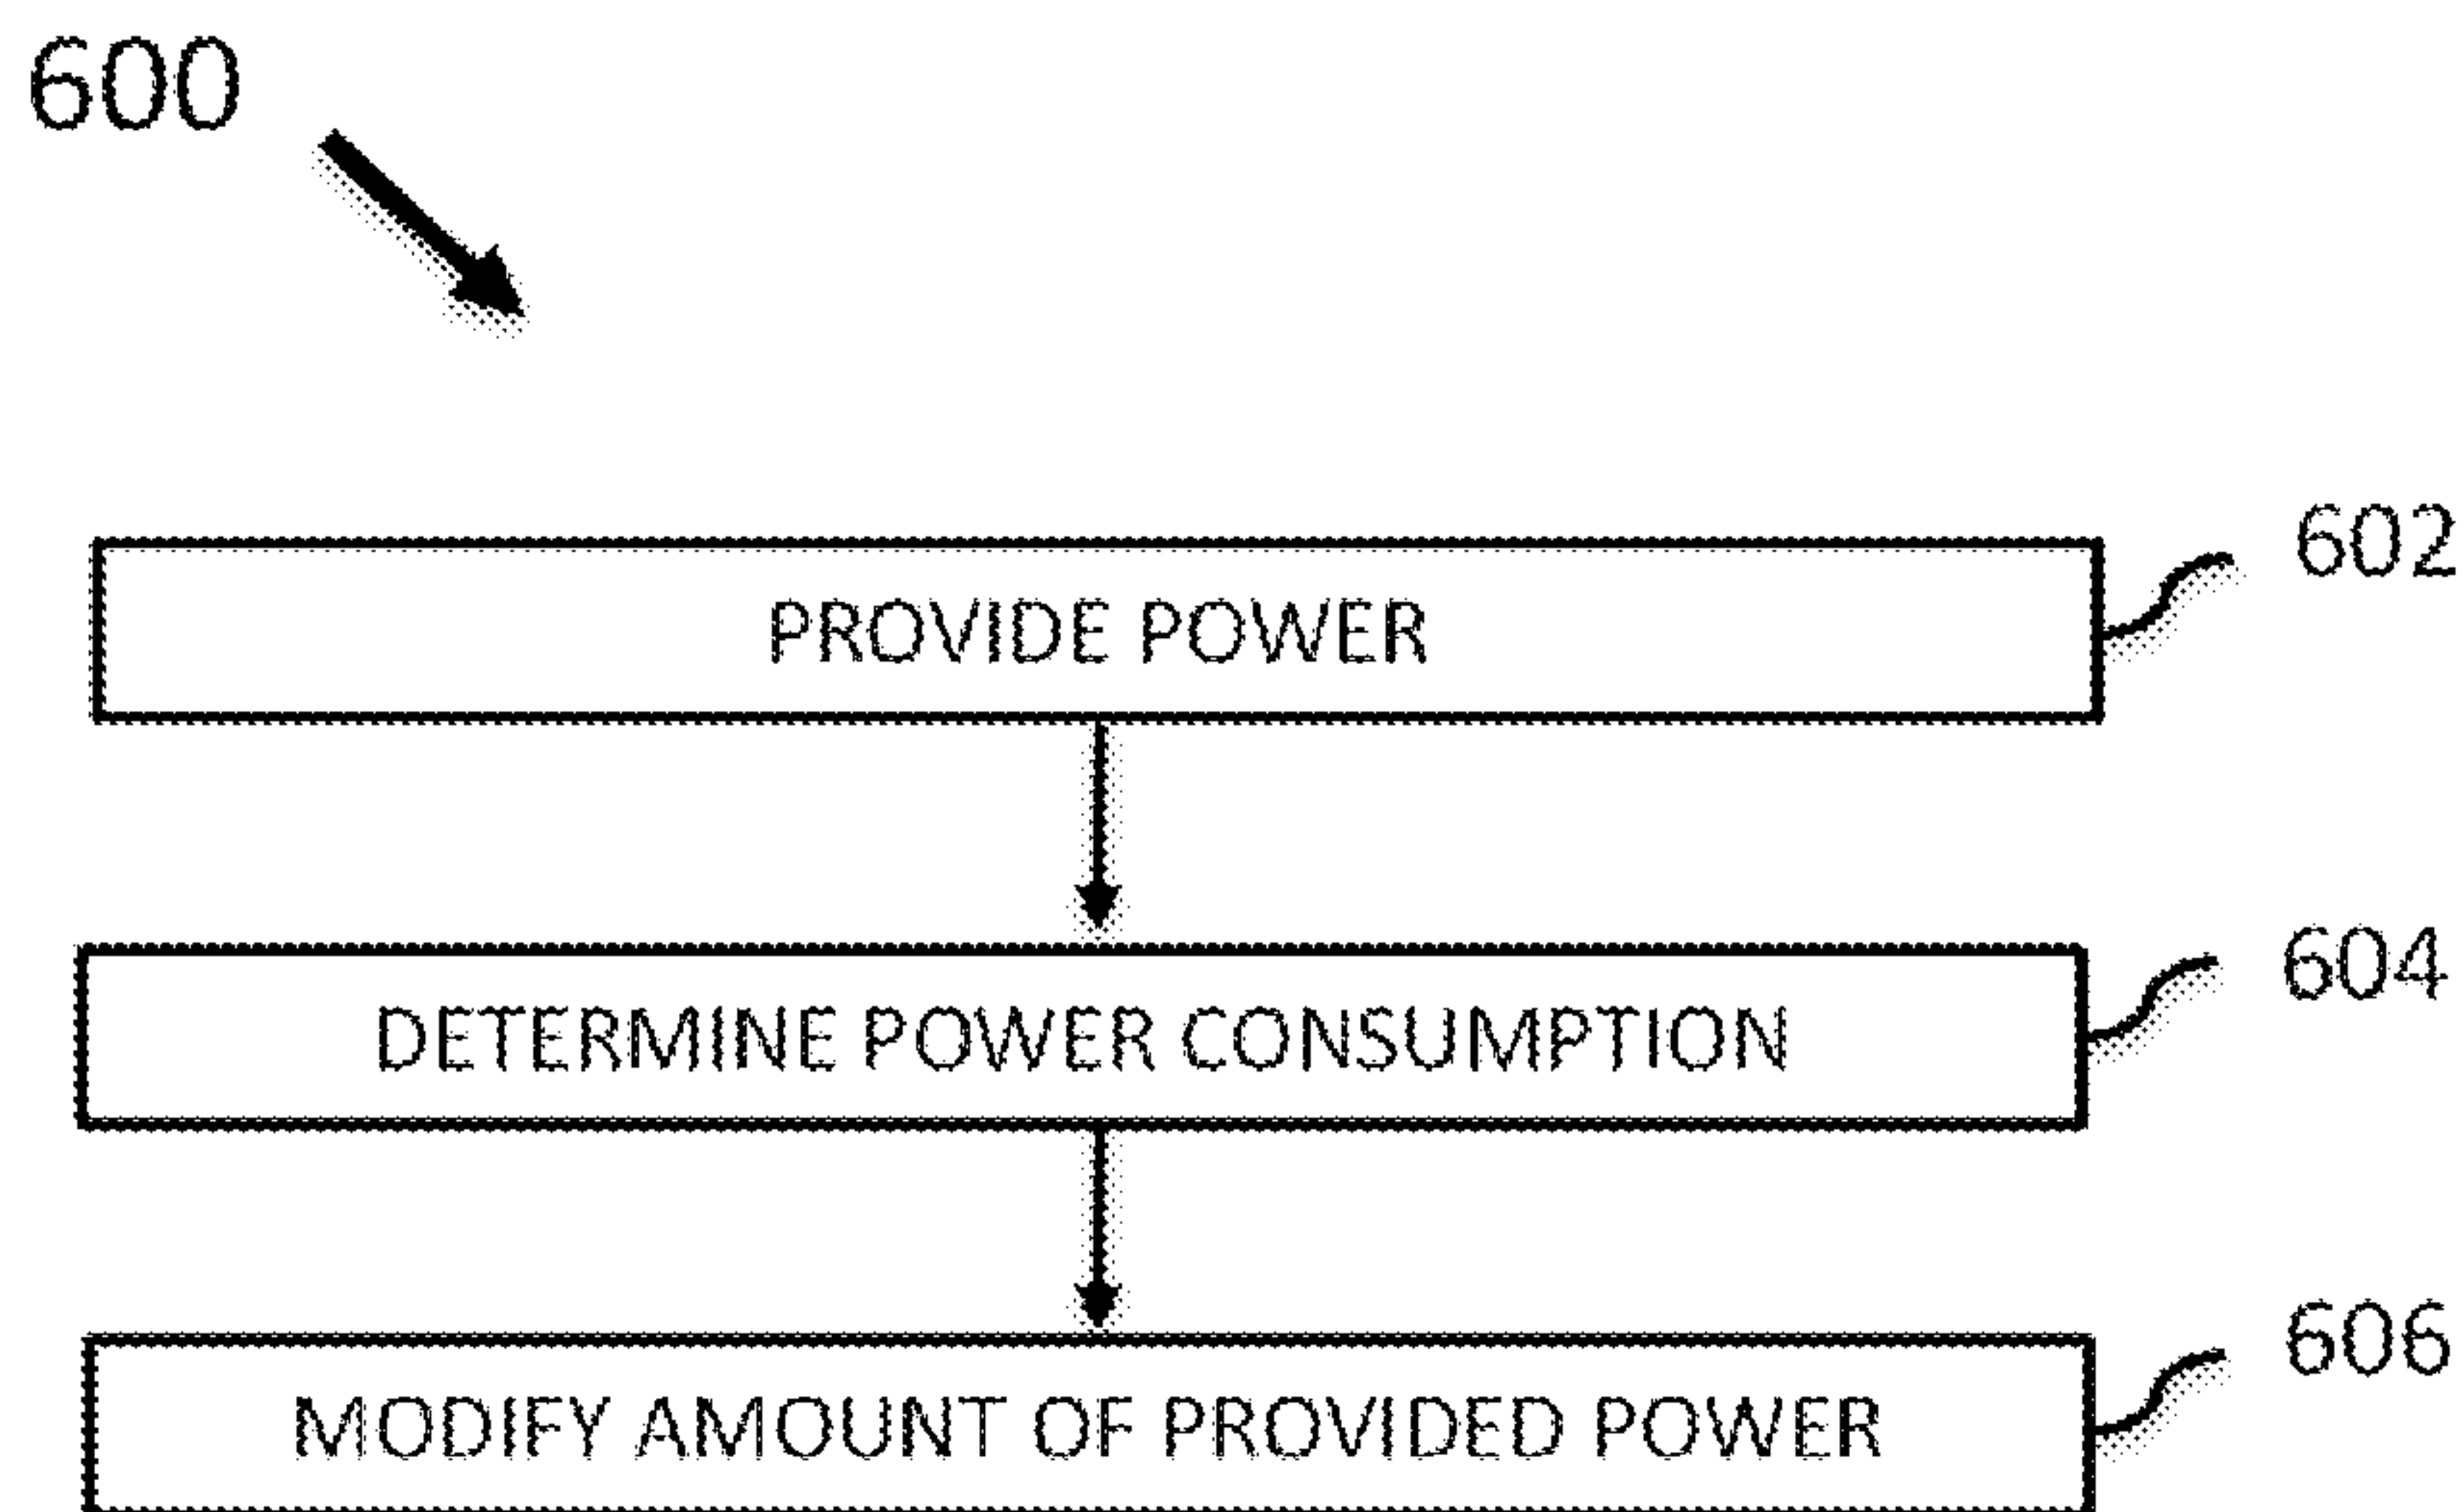 600
602
PROVIDE POWER
604
DETERMINE POWER CONSUMPTION
606
MODIFY AMOUNT OF PROVIDED POWER